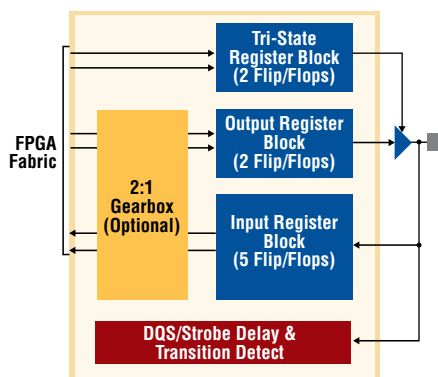 Tri-State
Register Block
(2 Flip/Flops)
FPGA
Fabric
Output Register
Block
(2 Flip/Flops)
2:1
Gearbox
(Optional)
Input Register
Block
(5 Flip/Flops)
DQS/Strobe Delay &
Transition Detect